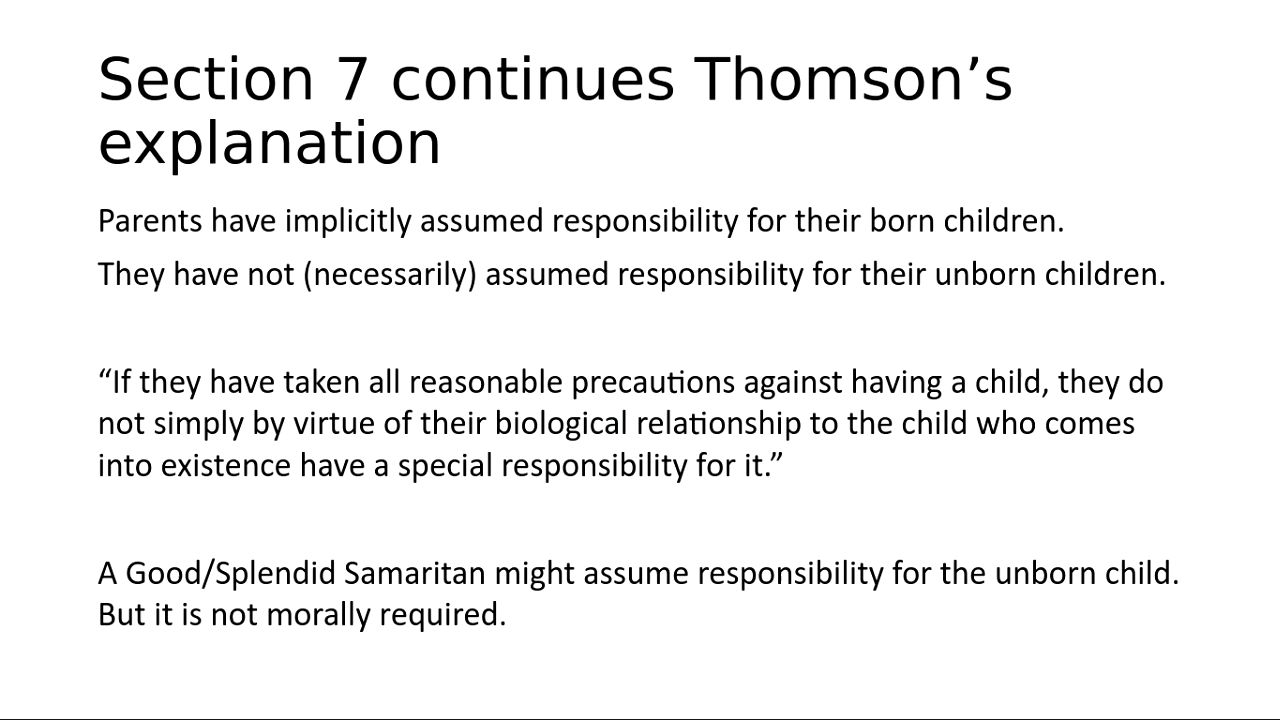 Section 7 continues Thomson’s
explanation
Parents have implicitly assumed responsibility for their born children.
They have not (necessarily) assumed responsibility for their unborn children.
“If they have taken all reasonable precautions against having a child, they do
not simply by virtue of their biological relationship to the child who comes
into existence have a special responsibility for it.”
A Good/Splendid Samaritan might assume responsibility for the unborn child.
But it is not morally required.